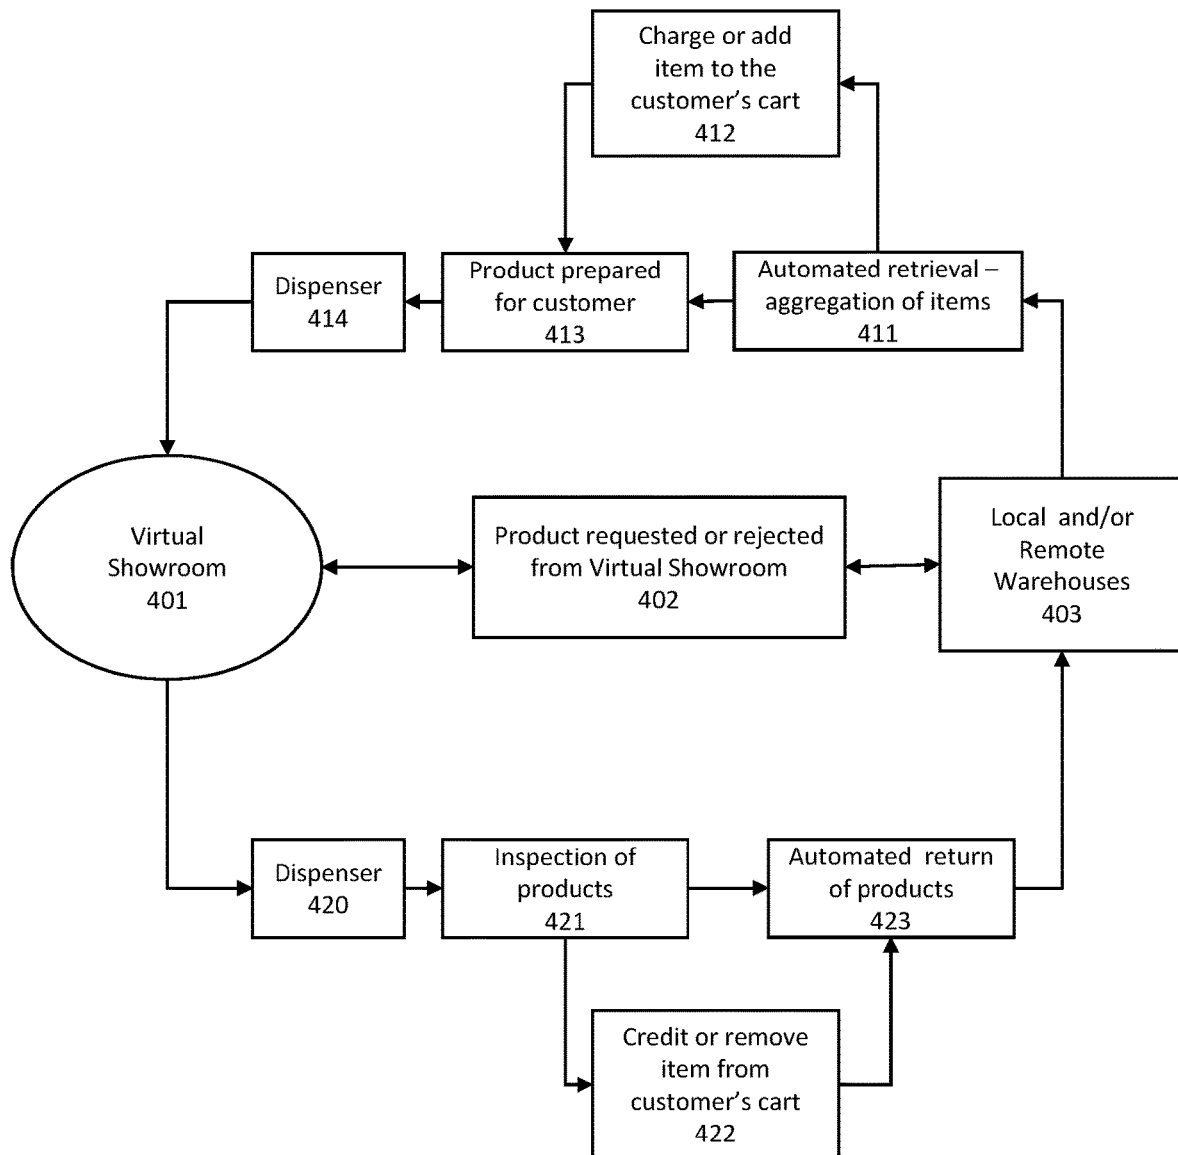 Charge or add
item to the
customer’s cart
412
Dispenser
414
Product prepared
for customer
413
Automated retrieval –
aggregation of items
411
Virtual
Showroom
401
Product requested or rejected
from Virtual Showroom
402
Local and/or
Remote
Warehouses
403
Dispenser
420
Inspection of
products
421
Automated return
of products
423
Credit or remove
item from
customer’s cart
422